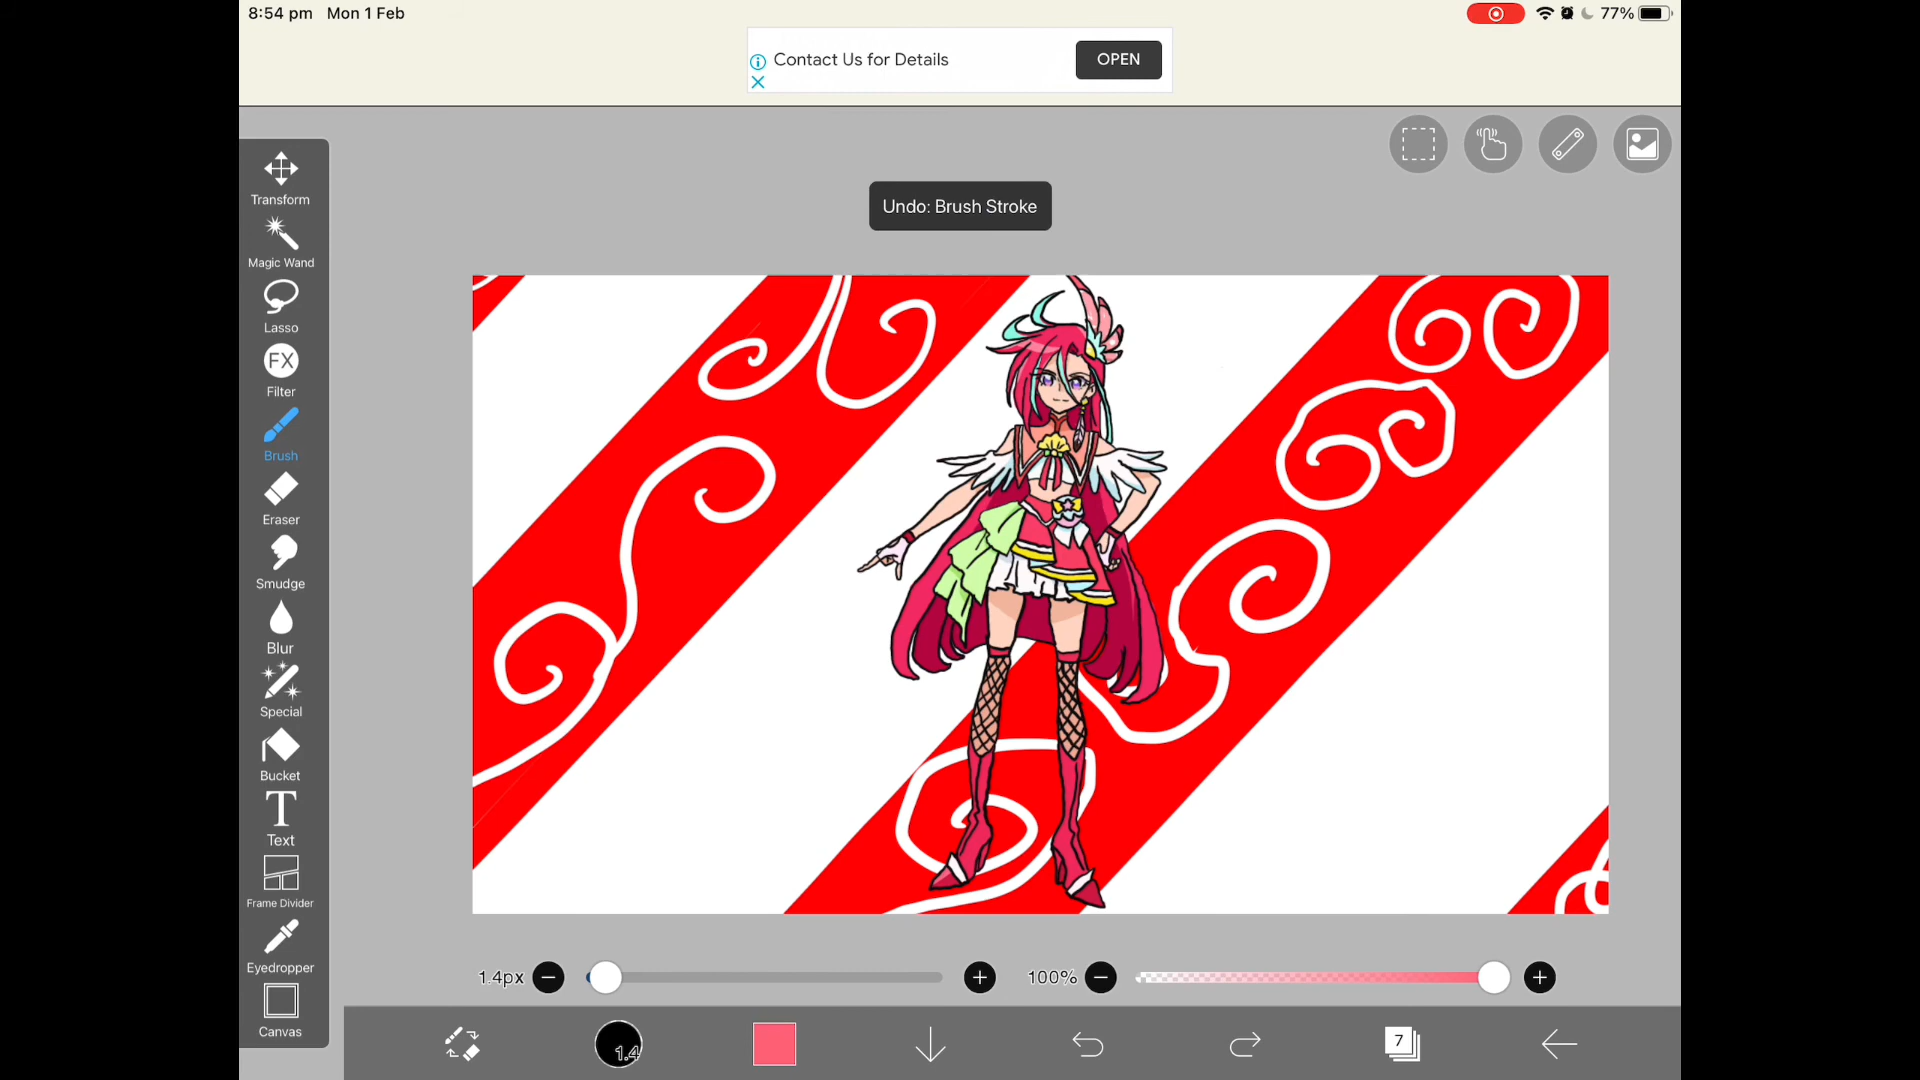 8:54 pm Mon 1 Feb
77%
Contact Us for Details
OPEN
Undo: Brush Stroke
Transform
Magic Wand
Lasso
FX
Filter
Brush
Eraser
Smudge
Blur
Special
Bucket
T
Text
Frame Divider
Eyedropper
Canvas
1.4px
100%
1.4
7